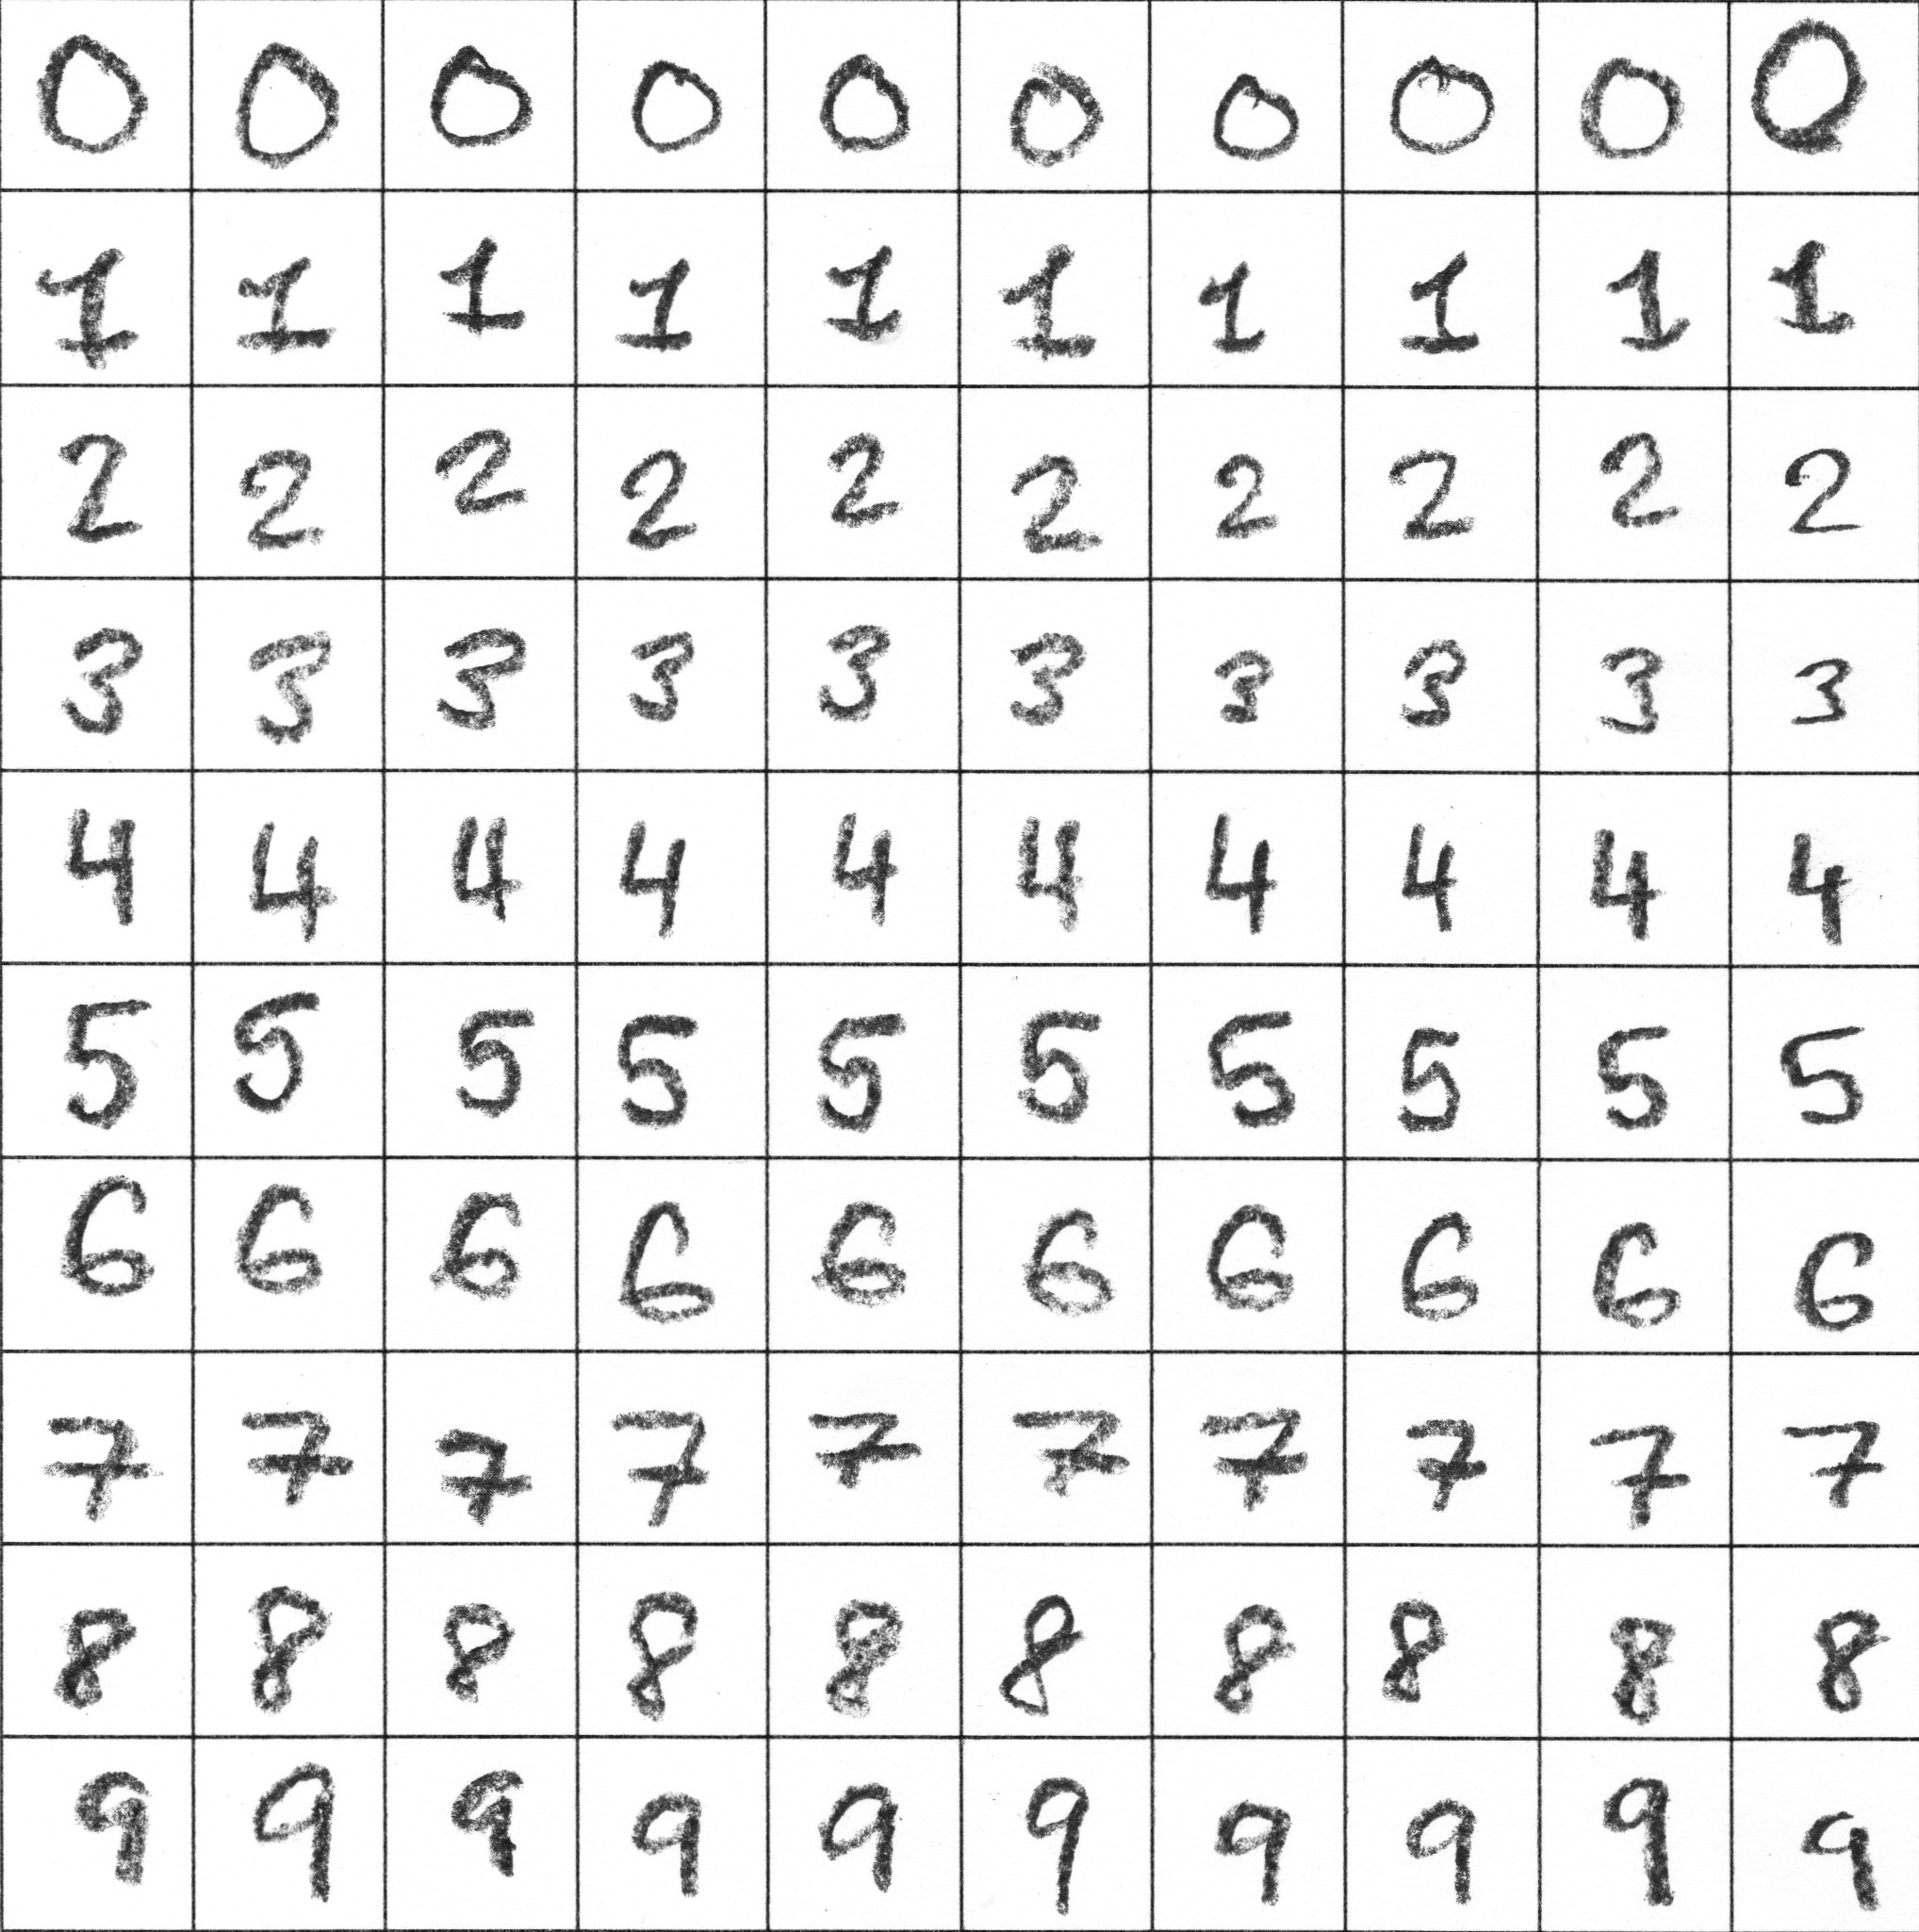 0 0 0 0 0 0 0 0 0 0
1 1 1 1 1 1 1 1 1 1
2 2 2 2 2 2 2 2 2 2
3 3 3 3 3 3 3 3 3 3
4 4 4 4 4 4 4 4 4 4
5 5 5 5 5 5 5 5 5 5
6 6 6 6 6 6 6 6 6 6
7 7 7 7 7 7 7 7 7 7
8 8 8 8 8 8 8 8 8 8
9 9 9 9 9 9 9 9 9 9